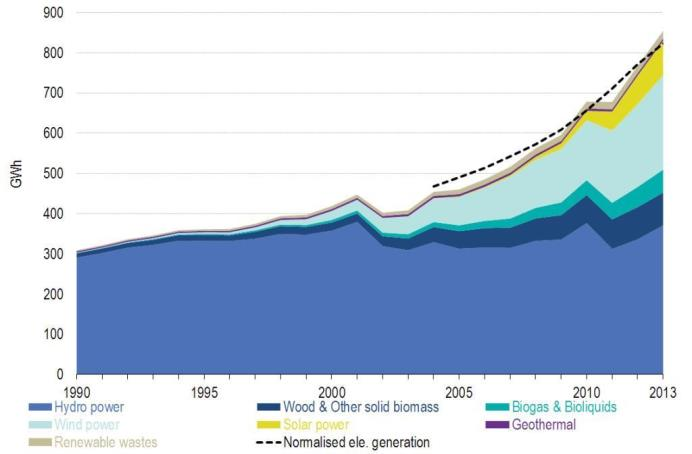 900
800
700
600
500
400
300
200
100
0
GWh
1990 1995 2000 2005 2010 2013
Hydro power Wood & Other solid biomass Biogas & Bioliquids
Wind power Solar power Geothermal
Renewable wastes Normalised ele. generation